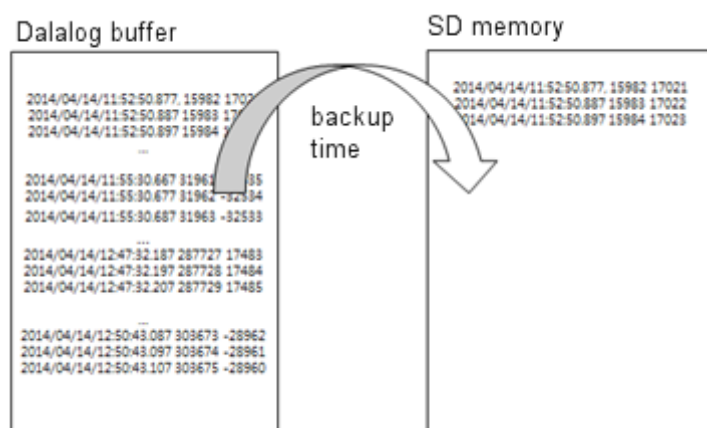 Dalalog buffer
2014/04/14/11:52:50.877, 15982
2014/04/14/11:52:50.887 15983
2014/04/14/11:52:50.897 15984
...
2014/04/14/11:55:30.667
2014/04/14/11:55:30.677 31962
2014/04/14/11:55:30.687 31963 -32533
...
2014/04/14/12:47:32.187 287727 17483
2014/04/14/12:47:32.197 287728 17484
2014/04/14/12:47:32.207 287729 17485
...
2014/04/14/12:50:43.087 303673 -28962
2014/04/14/12:50:43.097 303674 -28961
2014/04/14/12:50:43.107 303675 -28960
backup
time
SD memory
2014/04/14/11:52:50.877, 15982 17021
2014/04/14/11:52:50.887 15983 17022
2014/04/14/11:52:50.897 15984 17023